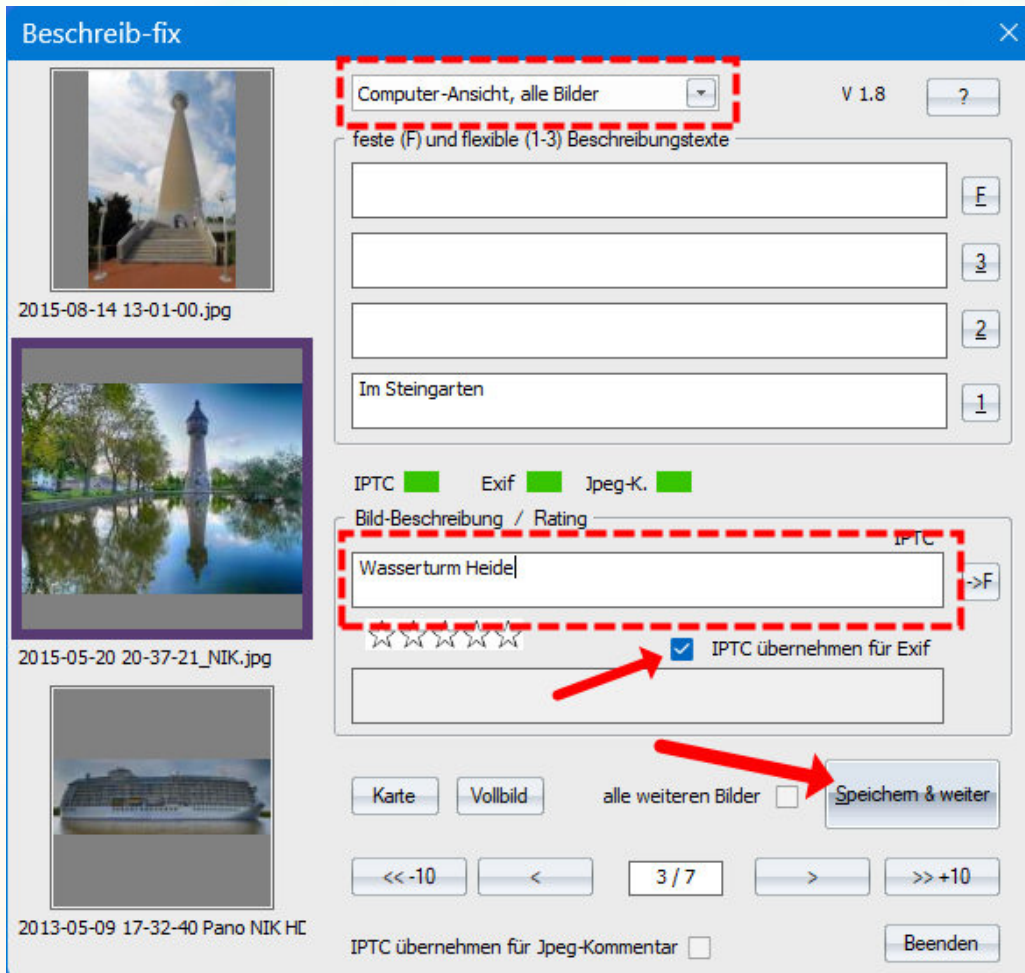 Beschreib-fix
Computer-Ansicht, alle Bilder
V 1.8
?
feste (F) und flexible (1-3) Beschreibungstexte
F
3
2015-08-14 13-01-00.jpg
2
Im Steingarten
1
IPTC
Exif
Jpeg-K.
Bild-Beschreibung / Rating
IPTC
Wasserturm Heide
->F
2015-05-20 20-37-21_NIK.jpg
IPTC übernehmen für Exif
Karte
Vollbild
alle weiteren Bilder
Speichern & weiter
<< -10
<
3 / 7
>
>> +10
2013-05-09 17-32-40 Pano NIK HD
IPTC übernehmen für Jpeg-Kommentar
Beenden